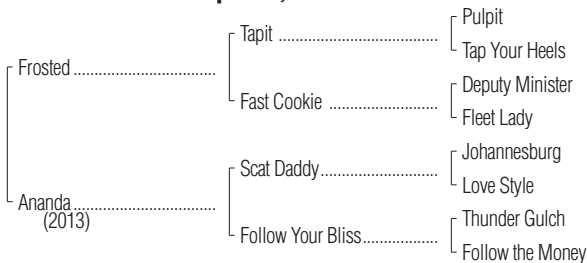 Pulpit
Tapit ........................................
Tap Your Heels
Frosted ....................................
Deputy Minister
Fast Cookie ...........................
Fleet Lady
Johannesburg
Scat Daddy..............................
Love Style
Ananda....................................
(2013)
Thunder Gulch
Follow Your Bliss...................
Follow the Money